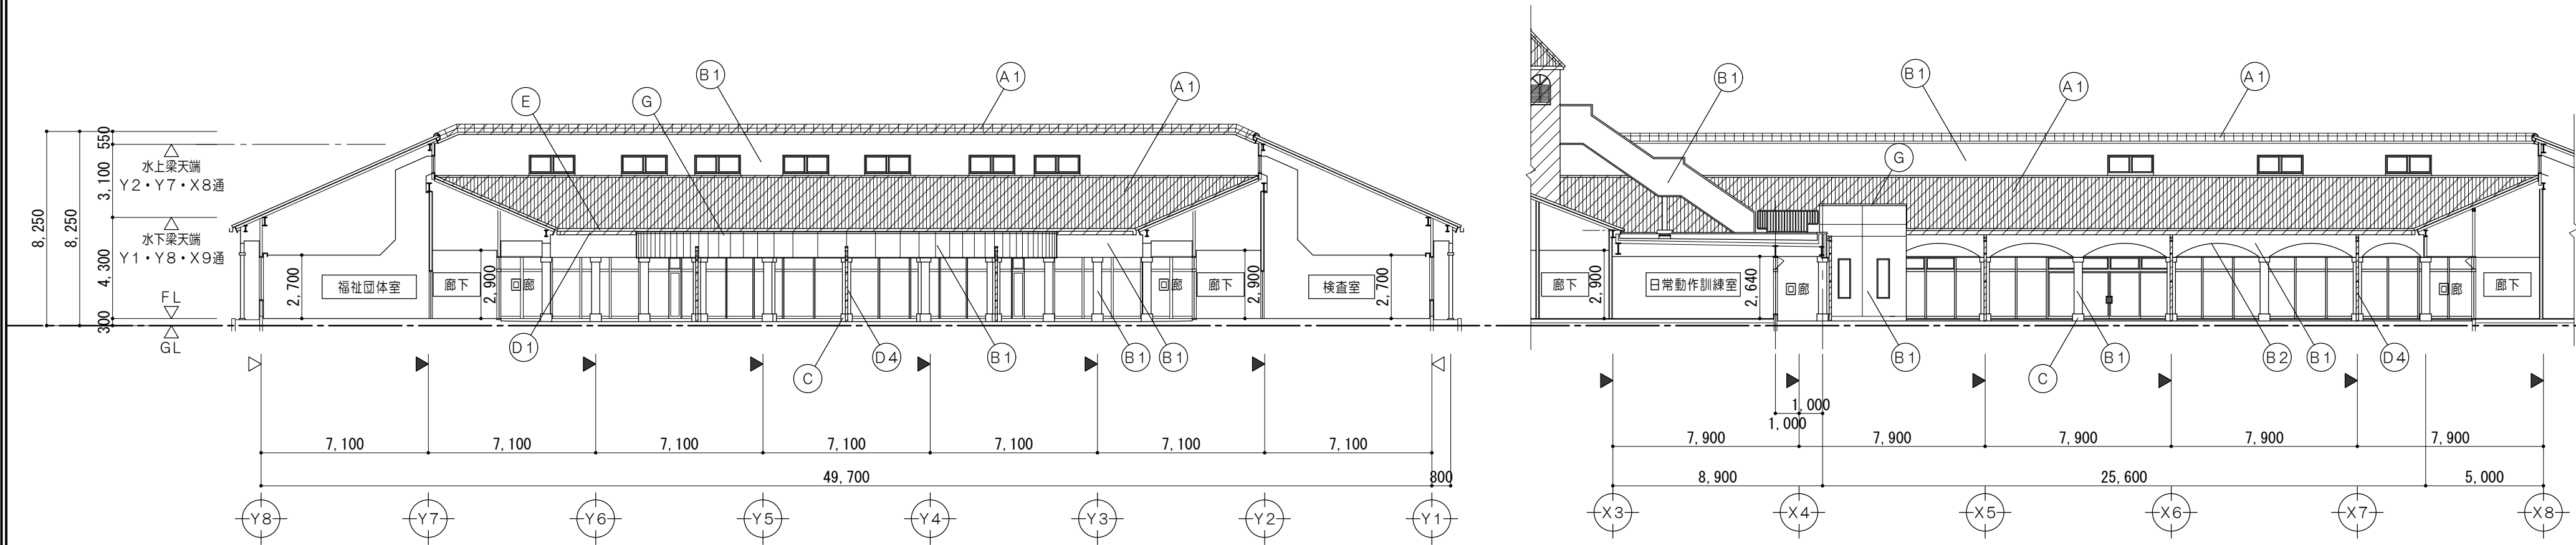 B1
A1
A1
E
G
8,250
8,250
550
3,100
4,300
300
水上梁天端
Y2・Y7・X8通
水下梁天端
Y1・Y8・X9通
FL
GL
2,700
福祉団体室
廊下
2,900
回廊
回廊
廊下
2,900
検査室
2,700
D1
C
D4
B1
B1
B1
7,100
7,100
7,100
7,100
7,100
7,100
7,100
49,700
800
Y8
Y7
Y6
Y5
Y4
Y3
Y2
Y1
B1
B1
A1
A1
G
廊下
2,900
日常動作訓練室
2,640
回廊
回廊
廊下
B1
C
B1
B2
B1
D4
1,000
1,000
7,900
7,900
7,900
7,900
7,900
8,900
25,600
5,000
X3
X4
X5
X6
X7
X8